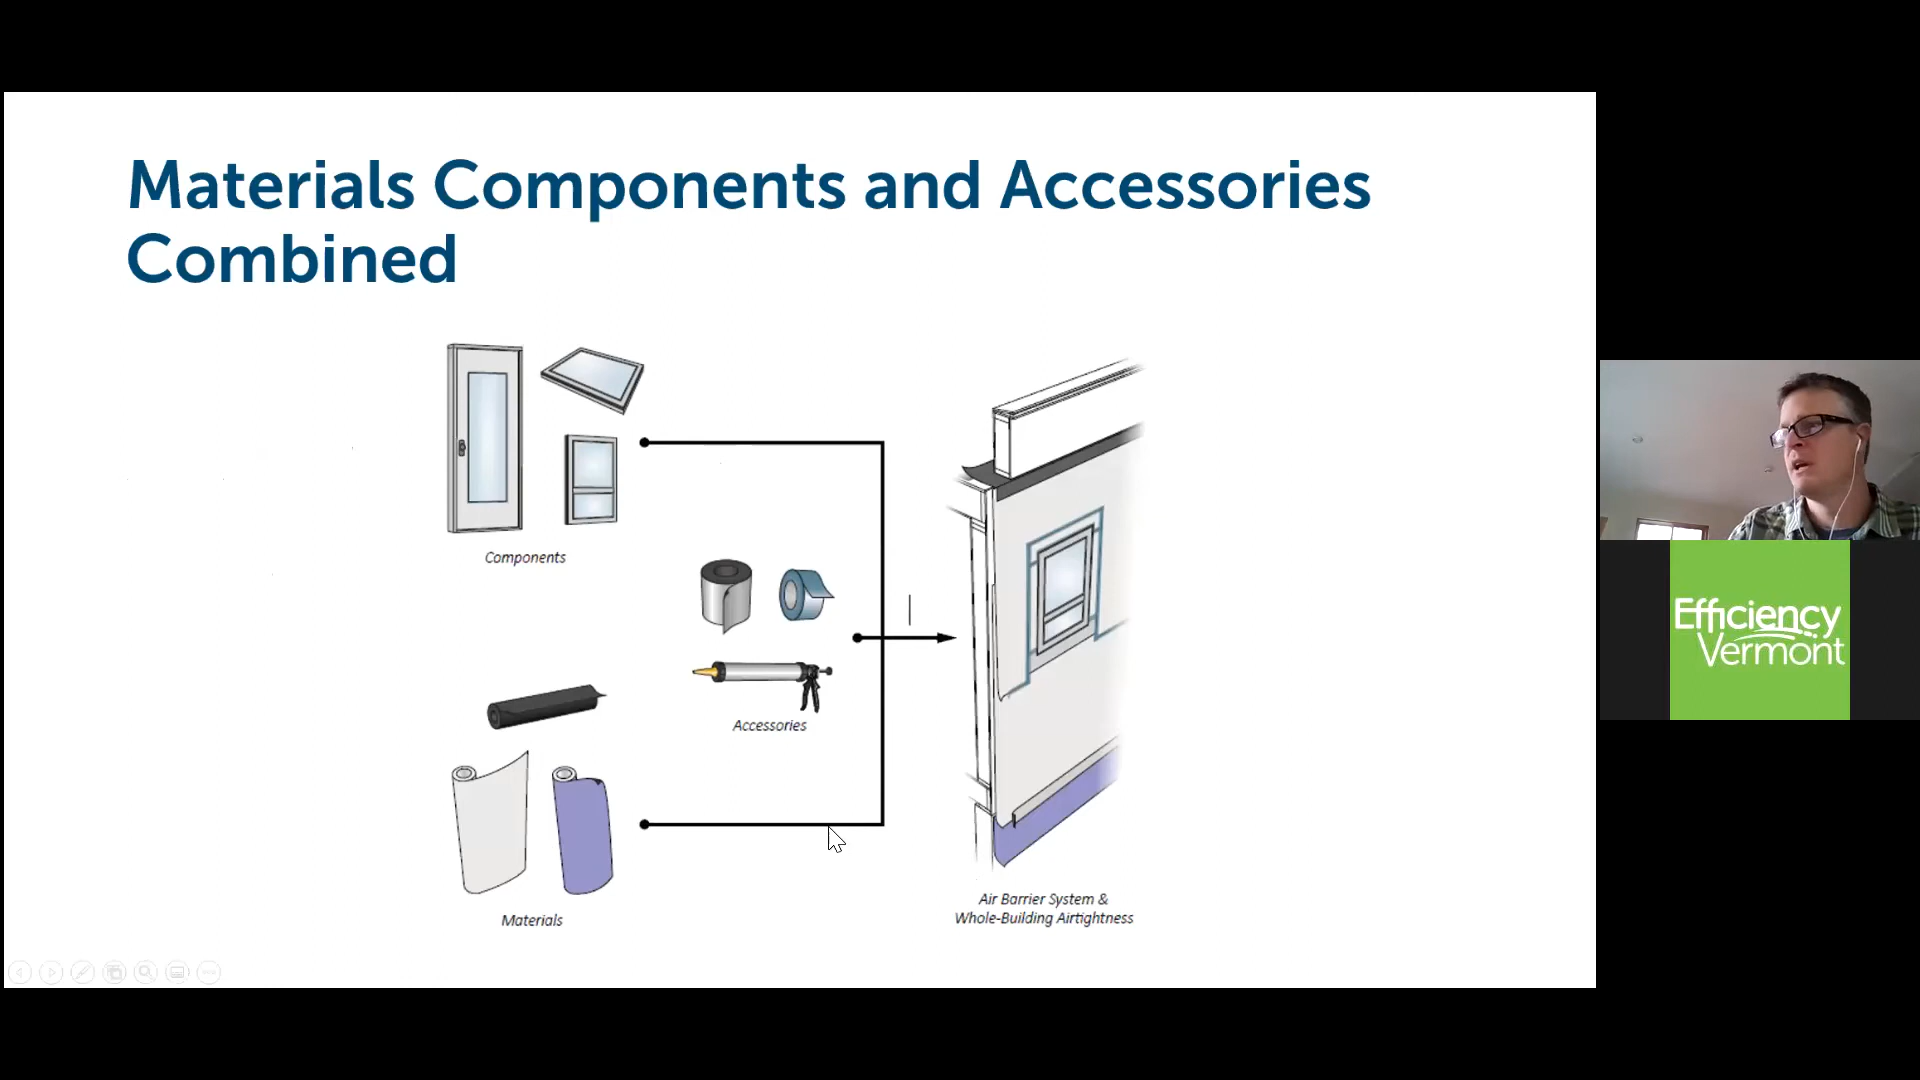 Materials Components and Accessories
Combined
Components
Accessories
Materials
Air Barrier System &
Whole-Building Airtightness
Efficiency
Vermont